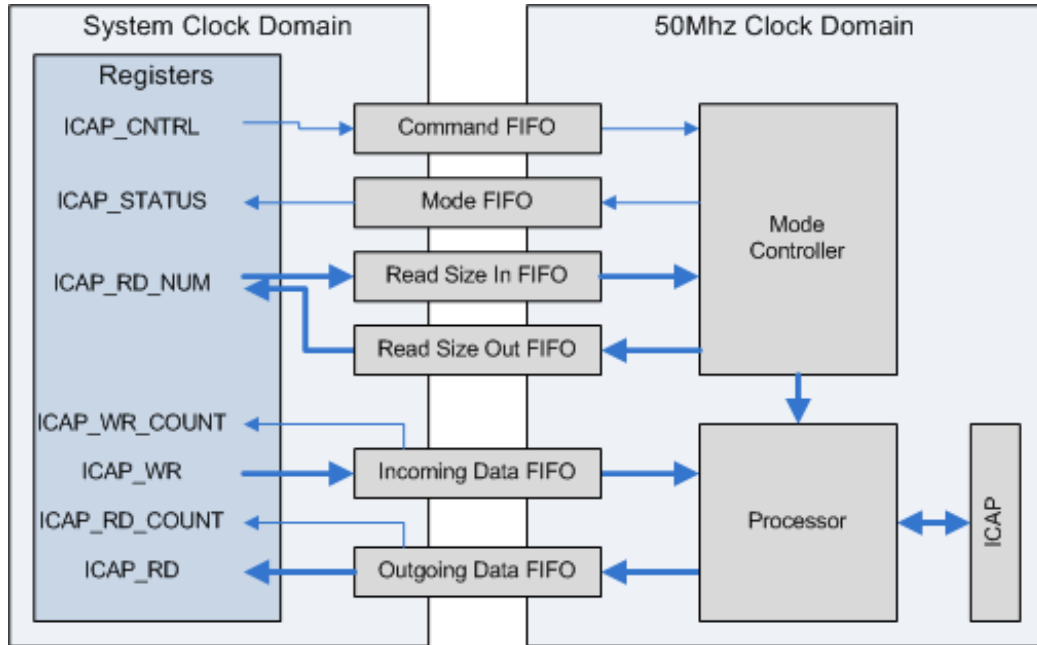 System Clock Domain
50Mhz Clock Domain
Registers
ICAP_CNTRL
Command FIFO
ICAP_STATUS
Mode FIFO
Mode
Controller
ICAP_RD_NUM
Read Size In FIFO
Read Size Out FIFO
ICAP_WR_COUNT
ICAP_WR
Incoming Data FIFO
ICAP_RD_COUNT
Processor
ICAP
ICAP_RD
Outgoing Data FIFO